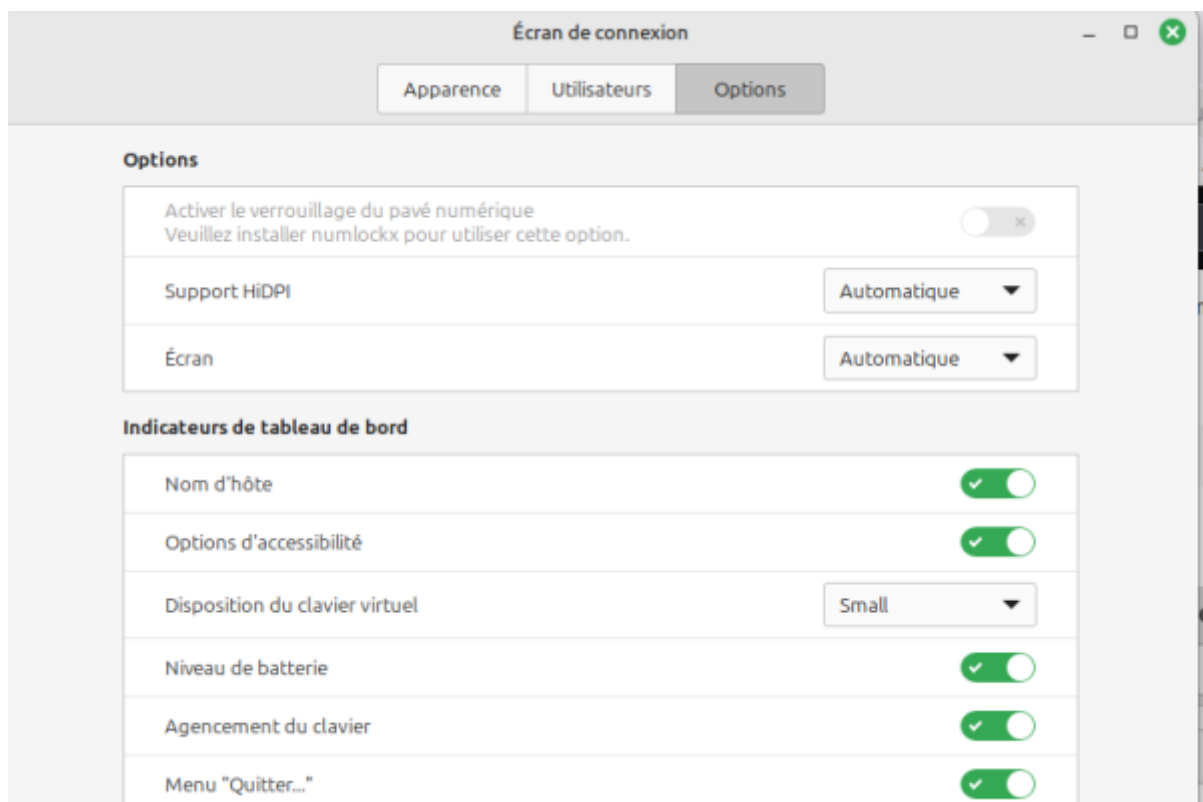 Écran de connexion
Apparence
Utilisateurs
Options
Options
Activer le verrouillage du pavé numérique
Veuillez installer numlockx pour utiliser cette option.
Support HiDPI
Automatique
Écran
Automatique
Indicateurs de tableau de bord
Nom d'hôte
Options d'accessibilité
Disposition du clavier virtuel
Small
Niveau de batterie
Agencement du clavier
Menu "Quitter..."